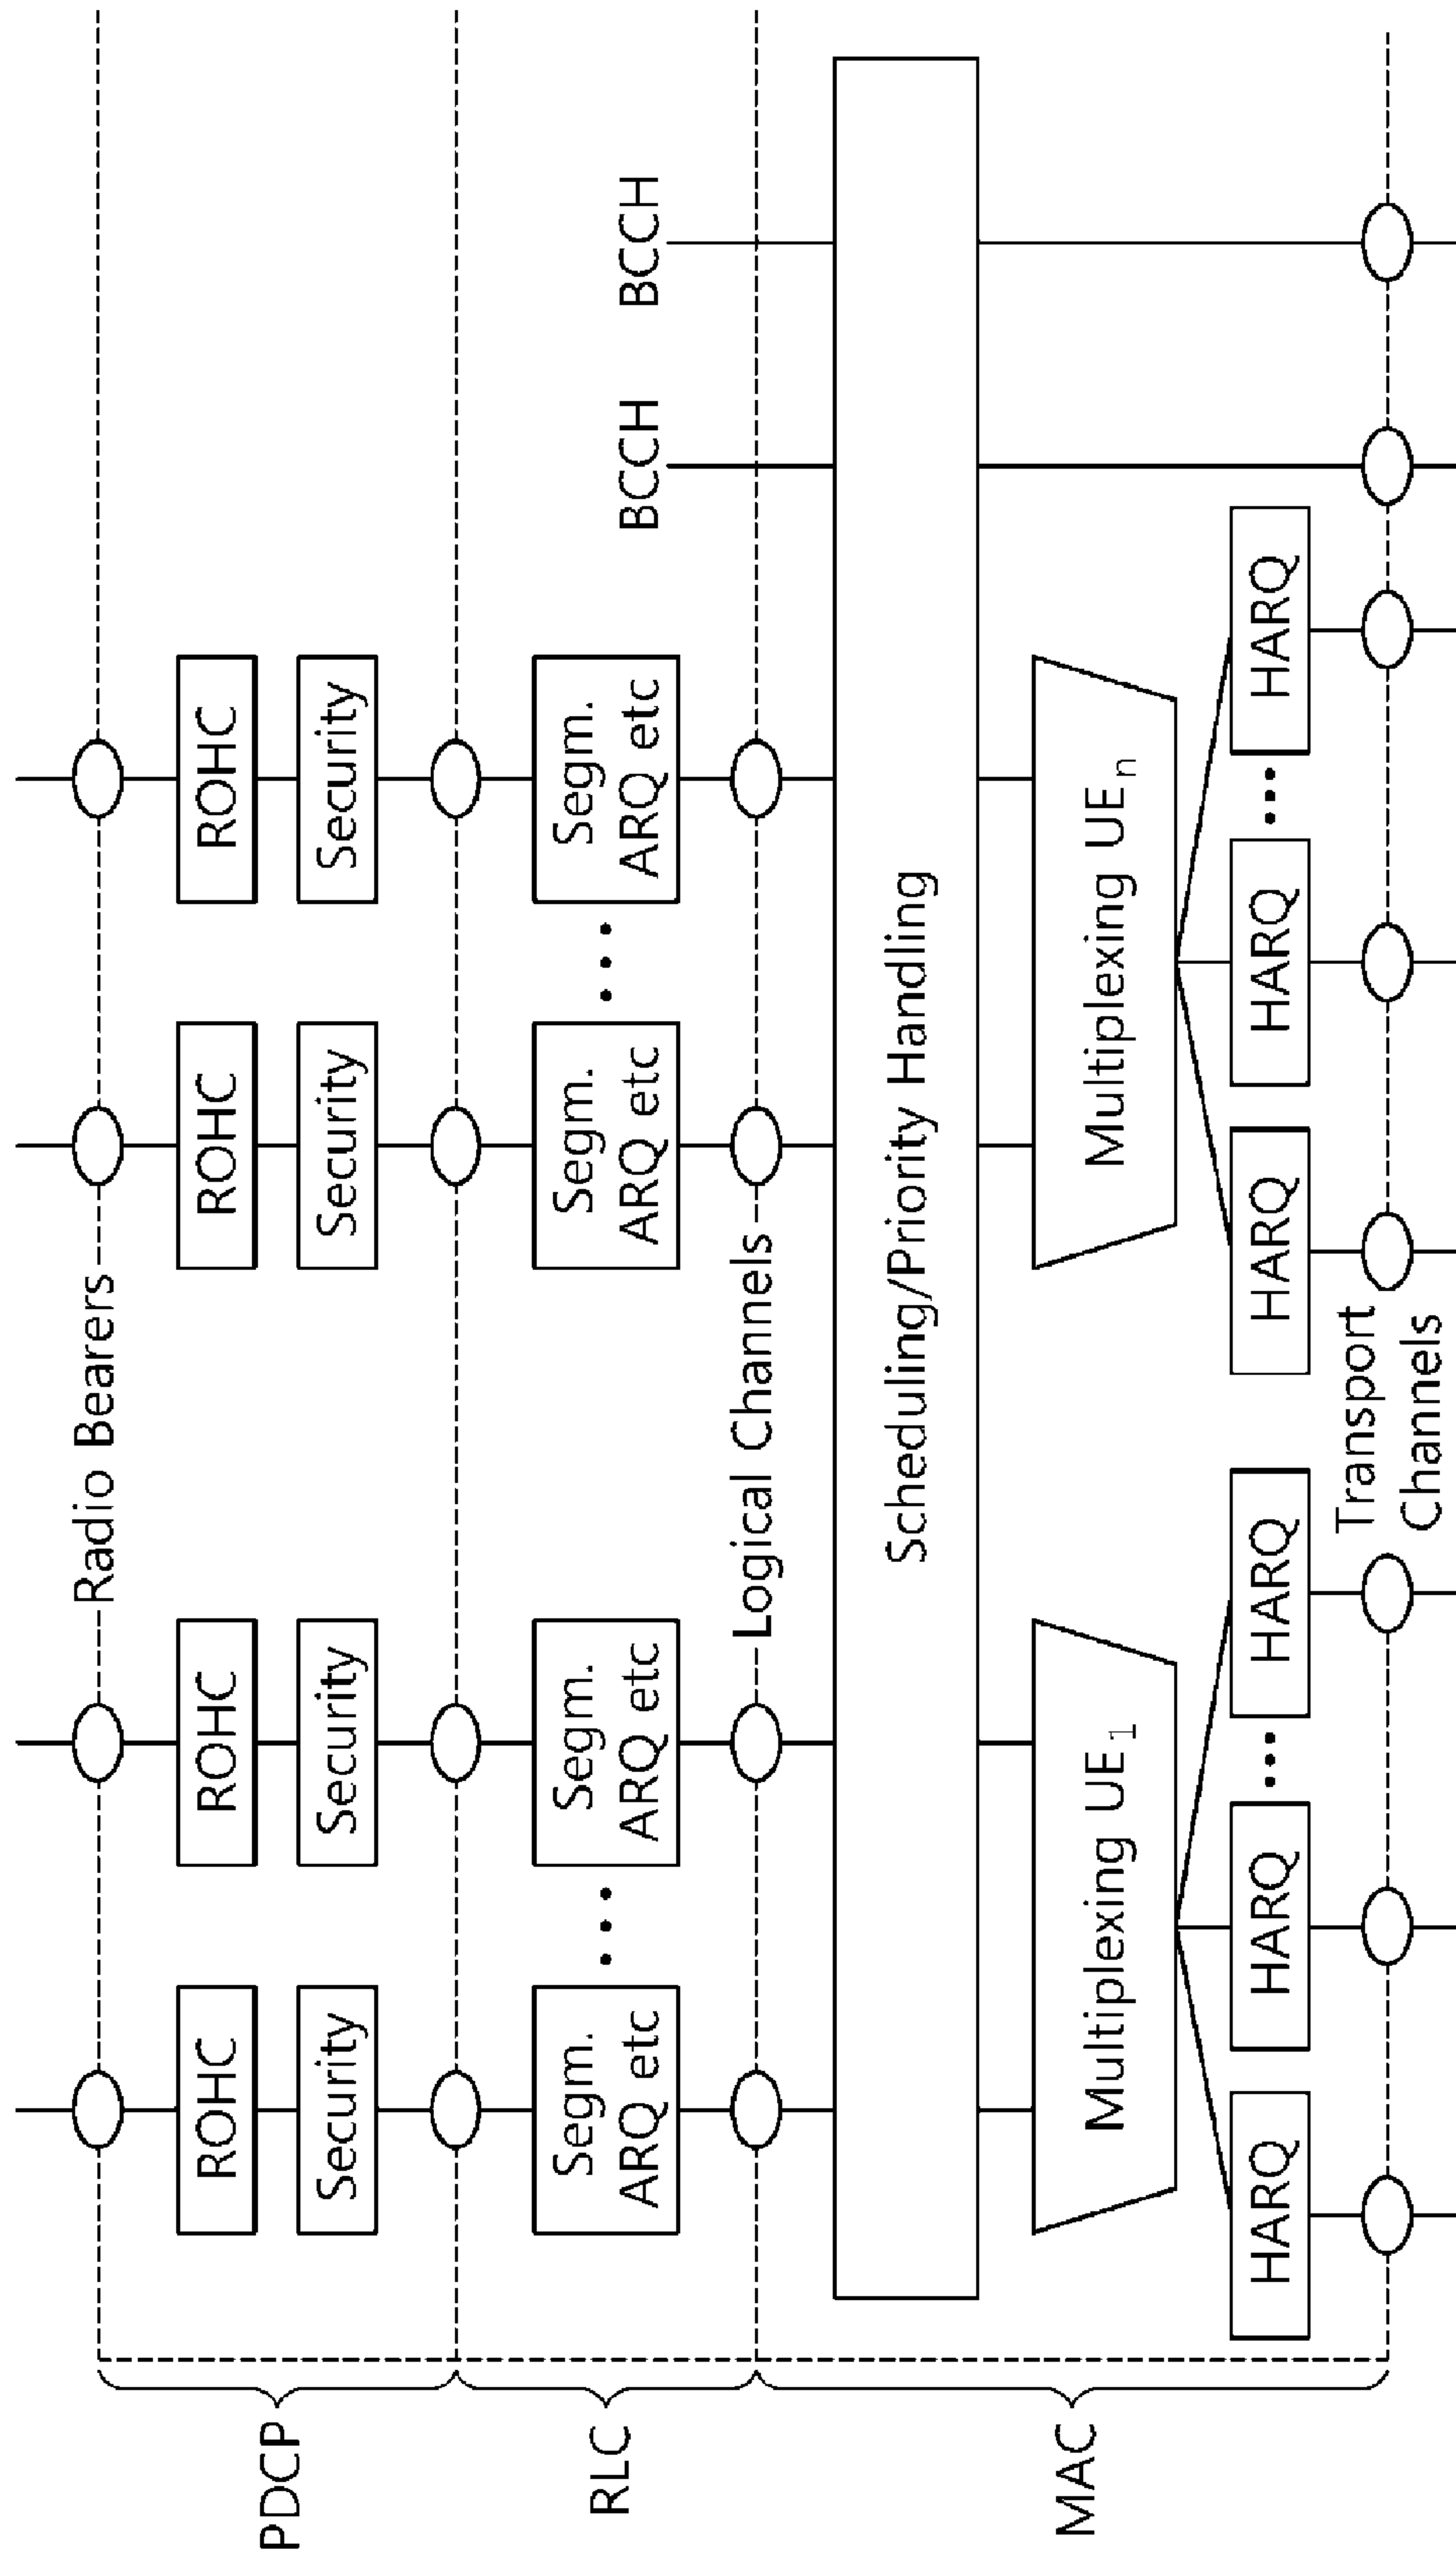 Radio Bearers
PDCP
ROHC
ROHC
ROHC
ROHC
Security
Security
Security
Security
RLC
Segm.
ARQ etc
...
Segm.
ARQ etc
Segm.
ARQ etc
...
Segm.
ARQ etc
BCCH
BCCH
Logical Channels
Scheduling/Priority Handling
MAC
Multiplexing UE1
Multiplexing UEn
HARQ
HARQ
...
HARQ
HARQ
HARQ
...
HARQ
Transport
Channels